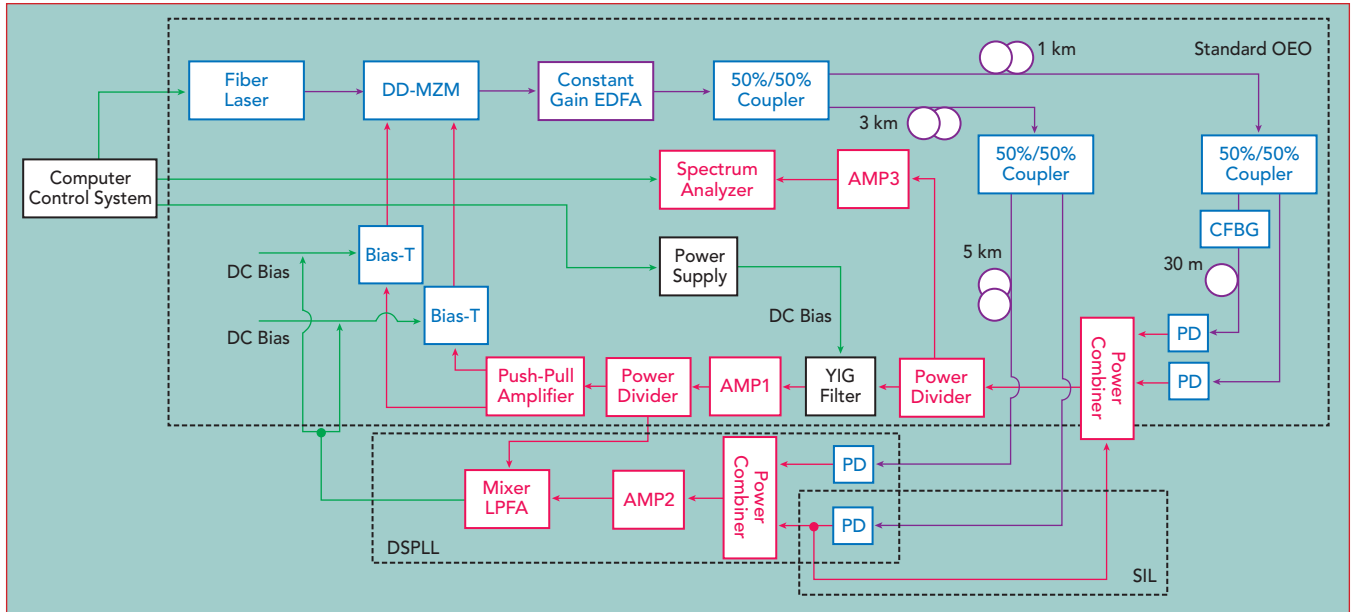 1 km
Standard OEO
Fiber
Laser
DD-MZM
Constant
Gain EDFA
50%/50%
Coupler
3 km
50%/50%
Coupler
50%/50%
Coupler
Computer
Control System
Spectrum
Analyzer
AMP3
CFBG
Bias-T
DC Bias
Power
Supply
5 km
30 m
Bias-T
DC Bias
DC Bias
PD
Push-Pull
Amplifier
Power
Divider
AMP1
YIG
Filter
Power
Divider
Power
Combiner
PD
Mixer
LPFA
AMP2
Power
Combiner
PD
PD
DSPLL
SIL